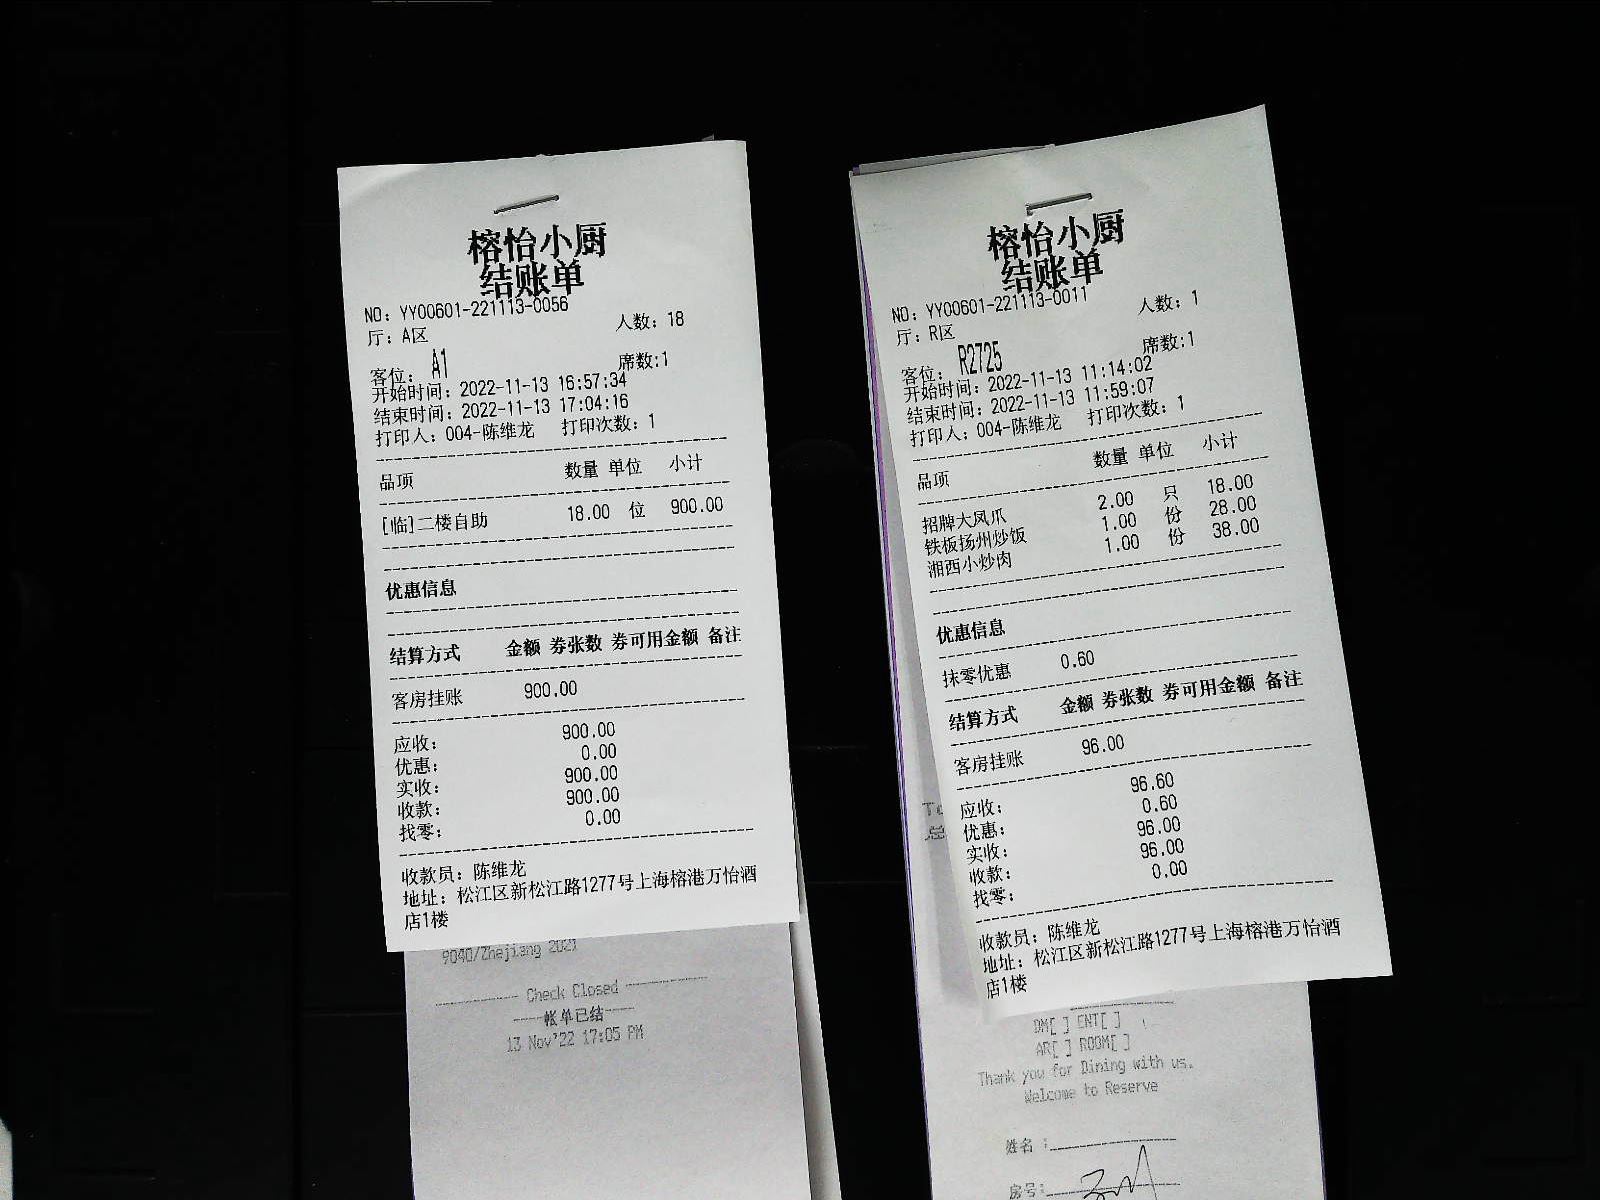 榕怡小厨
结账单
NO: YY00601-221113-0056
厅: A区 人数: 18
客位: A1 席数:1
开始时间: 2022-11-13 16:57:34
结束时间: 2022-11-13 17:04:16
打印人: 004-陈维龙 打印次数: 1
品项 数量 单位 小计
[临]二楼自助 18.00 位 900.00
优惠信息
结算方式 金额 券张数 券可用金额 备注
客房挂账 900.00
应收: 900.00
优惠: 0.00
实收: 900.00
收款: 900.00
找零: 0.00
收款员: 陈维龙
地址: 松江区新松江路1277号上海榕港万怡酒
店1楼
9040/Zhejiang 2021
Check Closed
----帐单已结----
13 Nov'22 17:05 PM
榕怡小厨
结账单
NO: YY00601-221113-0011
厅: R区 人数: 1
客位: R2725 席数:1
开始时间: 2022-11-13 11:14:02
结束时间: 2022-11-13 11:59:07
打印人: 004-陈维龙 打印次数: 1
品项 数量 单位 小计
招牌大凤爪 2.00 只 18.00
铁板扬州炒饭 1.00 份 28.00
湘西小炒肉 1.00 份 38.00
优惠信息
抹零优惠 0.60
结算方式 金额 券张数 券可用金额 备注
客房挂账 96.00
应收: 96.60
优惠: 0.60
实收: 96.00
收款: 96.00
找零: 0.00
收款员: 陈维龙
地址: 松江区新松江路1277号上海榕港万怡酒
店1楼
DM[ ] ENT[ ]
AR[ ] ROOM[ ]
Thank you for Dining with us.
Welcome to Reserve
姓名:
房号: